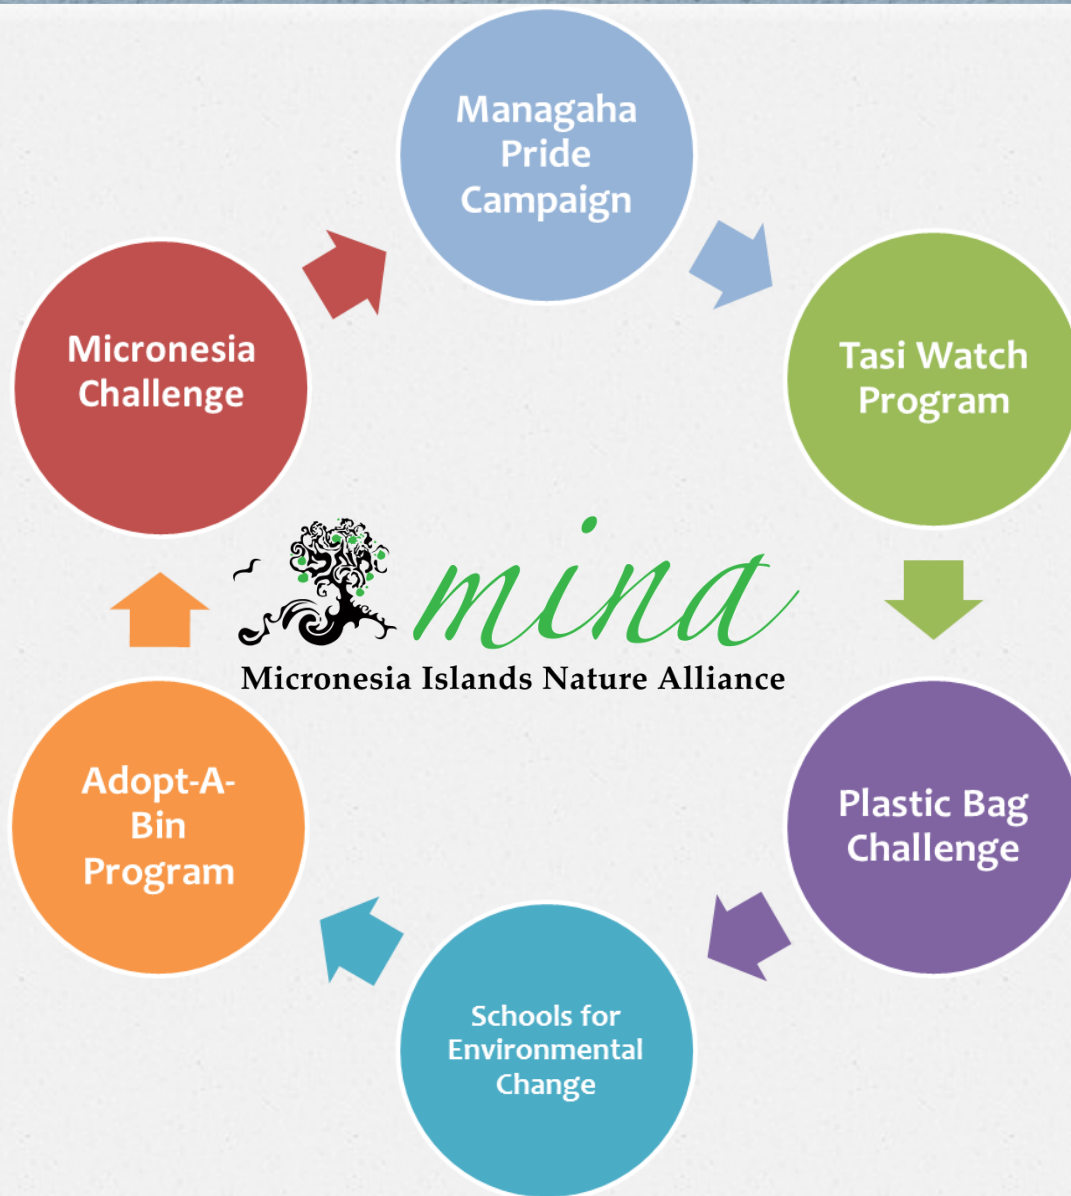 Managaha
Pride
Campaign
Tasi Watch
Program
Plastic Bag
Challenge
Schools for
Environmental
Change
Adopt-A-
Bin
Program
Micronesia
Challenge
mina
Micronesia Islands Nature Alliance